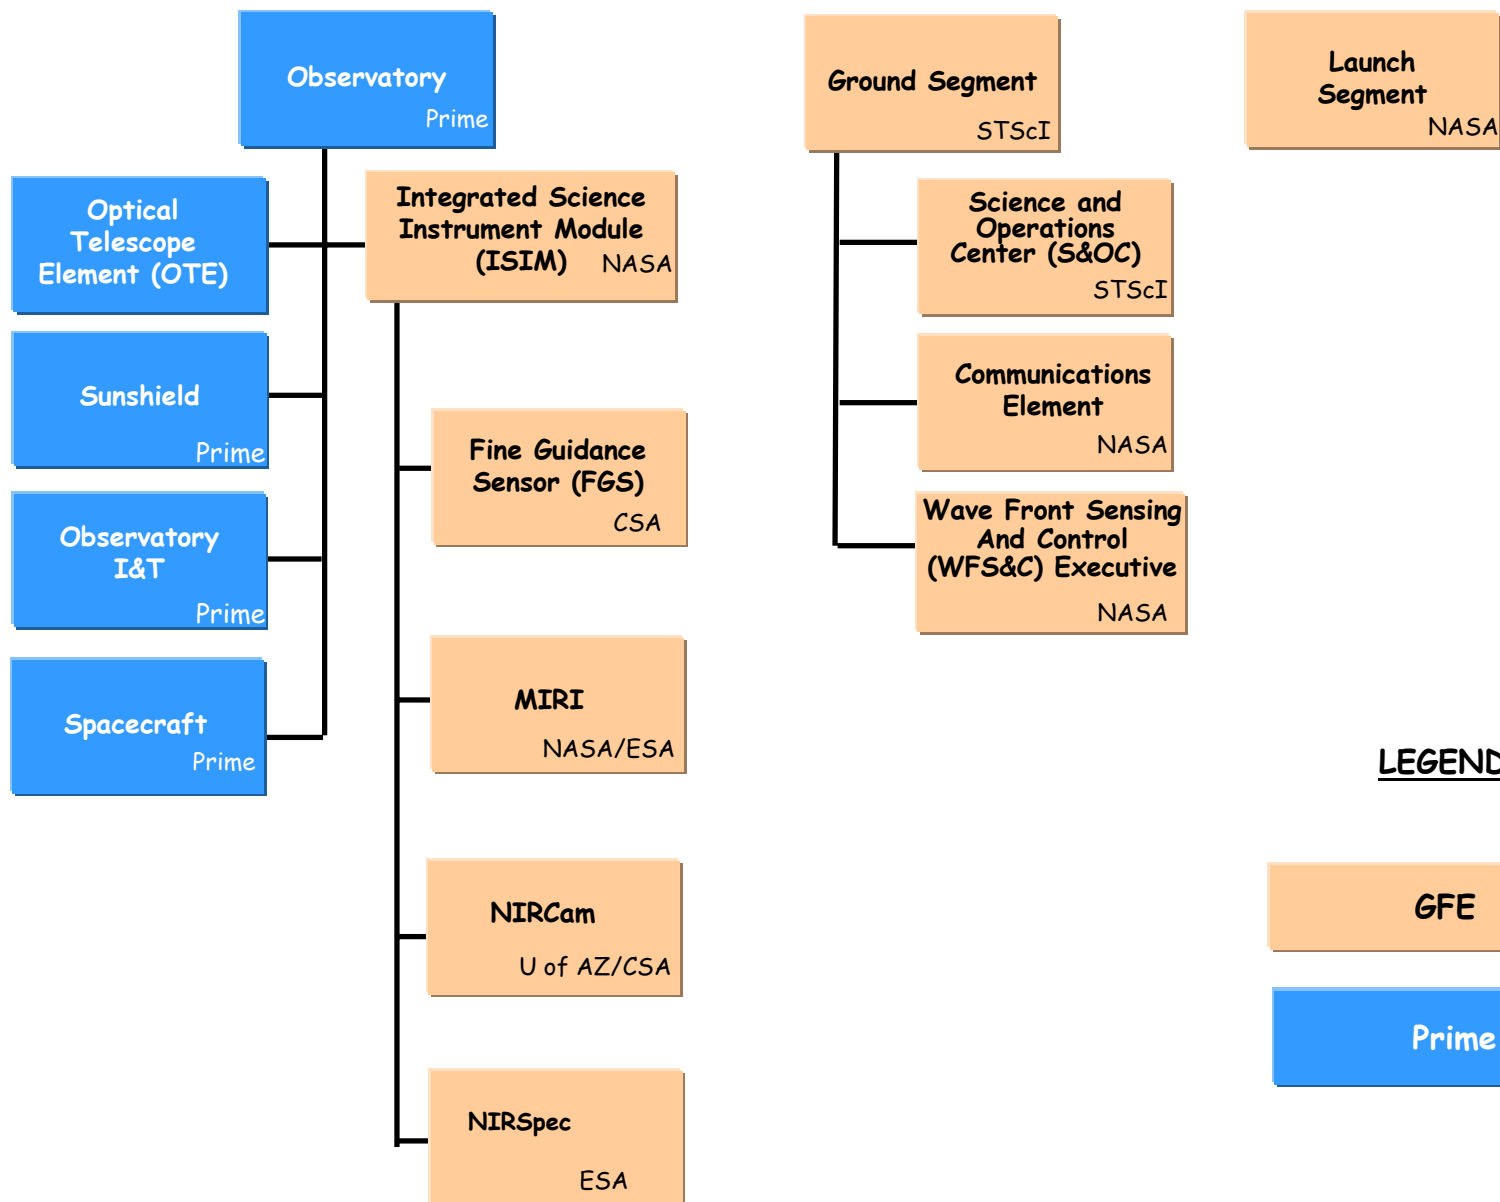 Observatory
Prime
Optical
Telescope
Element (OTE)
Sunshield
Prime
Observatory
I&T
Prime
Spacecraft
Prime
Integrated Science
Instrument Module
(ISIM) NASA
Fine Guidance
Sensor (FGS)
CSA
MIRI
NASA/ESA
NIRCam
U of AZ/CSA
NIRSpec
ESA
Ground Segment
STScI
Science and
Operations
Center (S&OC)
STScI
Communications
Element
NASA
Wave Front Sensing
And Control
(WFS&C) Executive
NASA
Launch
Segment
NASA
LEGEND
GFE
Prime